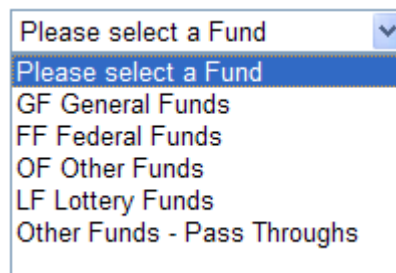 Please select a Fund
Please select a Fund
GF General Funds
FF Federal Funds
OF Other Funds
LF Lottery Funds
Other Funds - Pass Throughs